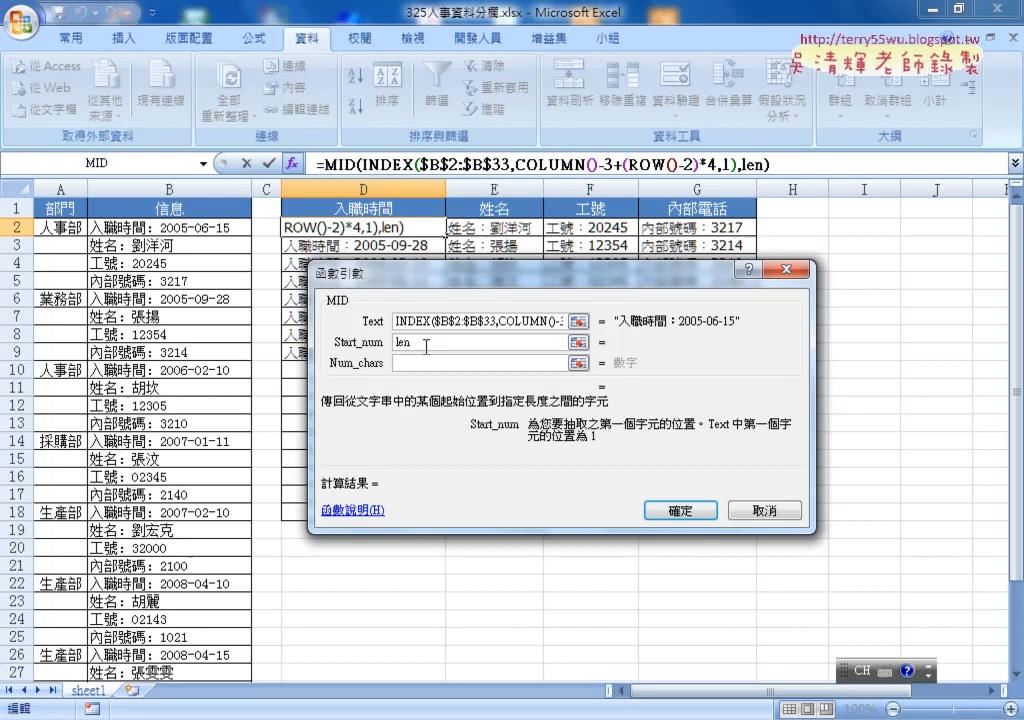 325人事資料分欄.xlsx - Microsoft Excel
常用 插入 版面配置 公式 資料 校閱 檢視 開發人員 增益集 小組
http://terry55wu.blogspot.tw
吳清輝老師錄製
從 Access
從 Web
從文字檔
從其他來源
現有連線
全部重新整理
連線
內容
編輯連結
排序
篩選
清除
重新套用
進階
資料剖析 移除重複 資料驗證 合併彙算 假設狀況分析
群組 取消群組 小計
取得外部資料 連線 排序與篩選 資料工具 大綱
MID =MID(INDEX($B$2:$B$33,COLUMN()-3+(ROW()-2)*4,1),len)
A B C D E F G H I J
1 部門 信息 入職時間 姓名 工號 內部電話
2 人事部 入職時間：2005-06-15 ROW()-2)*4,1),len) 姓名：劉洋河 工號：20245 內部號碼：3217
3 姓名：劉洋河 入職時間：2005-09-28 姓名：張揚 工號：12354 內部號碼：3214
4 工號：20245
5 內部號碼：3217
6 業務部 入職時間：2005-09-28
7 姓名：張揚
8 工號：12354
9 內部號碼：3214
10 人事部 入職時間：2006-02-10
11 姓名：胡坎
12 工號：12305
13 內部號碼：3210
14 採購部 入職時間：2007-01-11
15 姓名：張汶
16 工號：02345
17 內部號碼：2140
18 生產部 入職時間：2007-02-10
19 姓名：劉宏克
20 工號：32000
21 內部號碼：2100
22 生產部 入職時間：2008-04-10
23 姓名：胡麗
24 工號：02143
25 內部號碼：1021
26 生產部 入職時間：2008-04-15
27 姓名：張雯雯
函數引數
MID
Text INDEX($B$2:$B$33,COLUMN()-: = "入職時間：2005-06-15"
Start_num len =
Num_chars = 數字
=
傳回從文字串中的某個起始位置到指定長度之間的字元
Start_num 為您要抽取之第一個字元的位置。Text 中第一個字
元的位置為 1
計算結果 =
函數說明(H) 確定 取消
sheet1
CH
編輯 100%